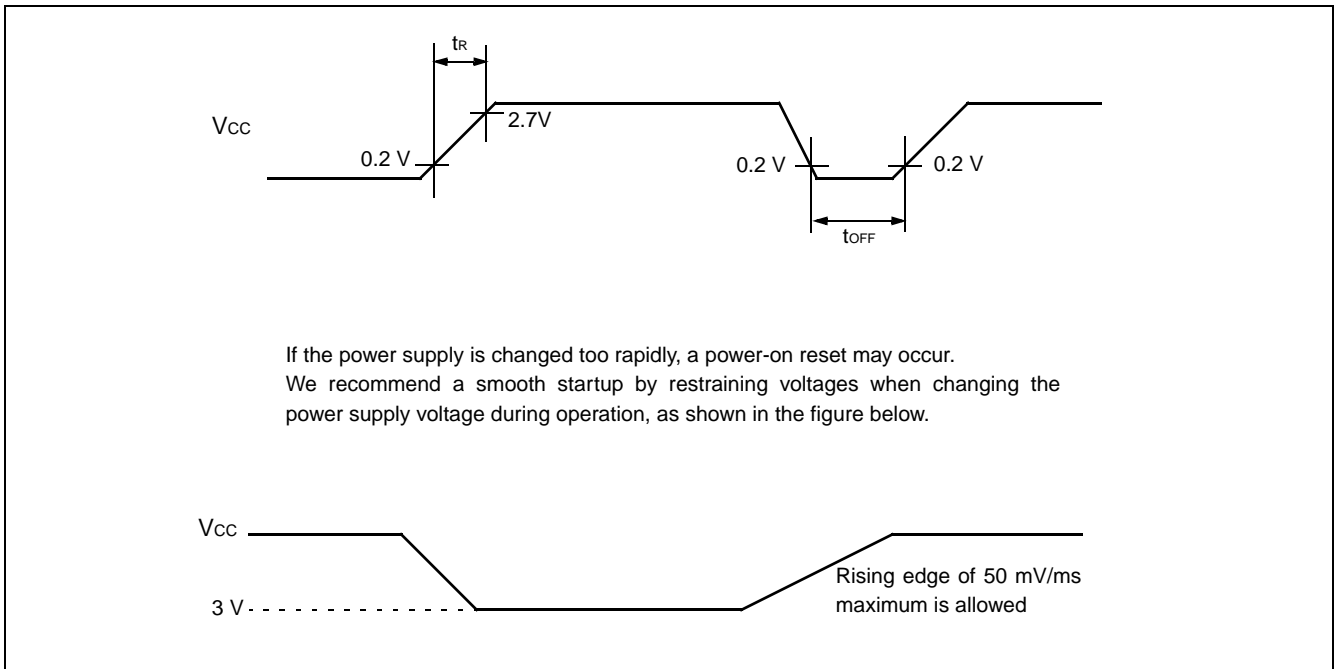 tR
Vcc
2.7V
0.2 V
0.2 V
0.2 V
tOFF
If the power supply is changed too rapidly, a power-on reset may occur.
We recommend a smooth startup by restraining voltages when changing the
power supply voltage during operation, as shown in the figure below.
Vcc
Rising edge of 50 mV/ms
3 V
maximum is allowed